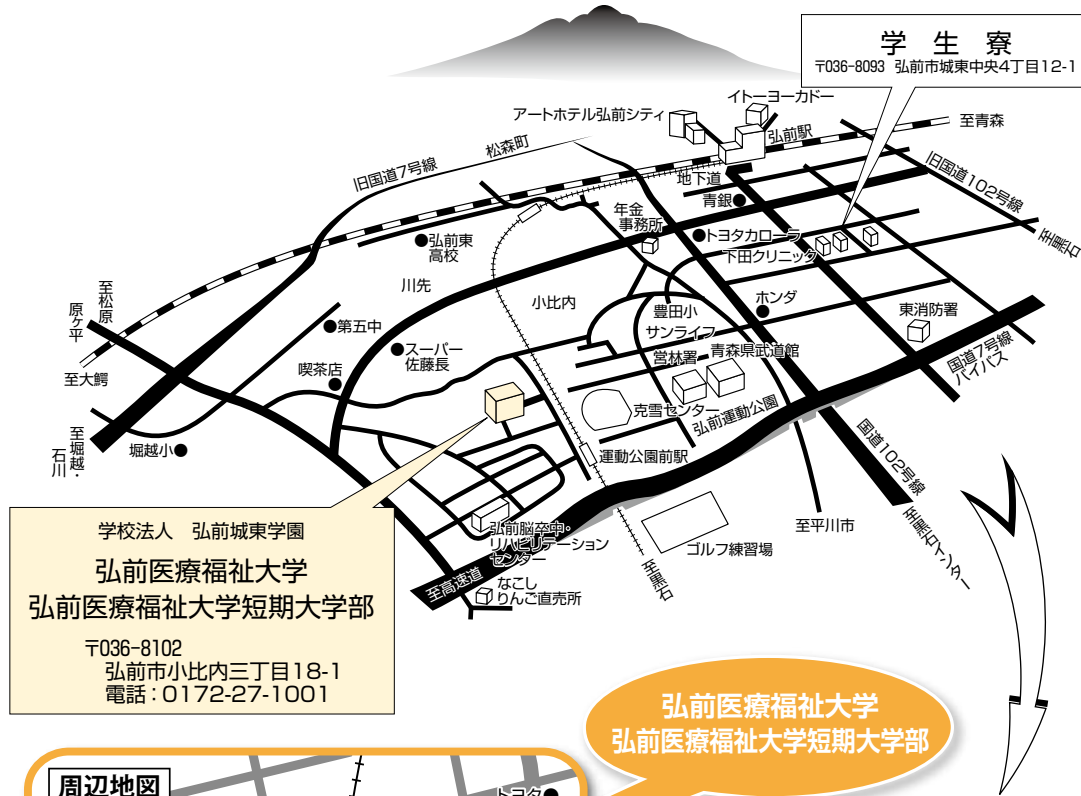 学生寮
〒036-8093 弘前市城東中央4丁目12-1
イトーヨーカドー
アートホテル弘前シティ
弘前駅
至青森
松森町
旧国道7号線
地下道
旧国道102号線
青銀
年金
事務所
トヨタカローラ
下田クリニック
至黒石
弘前東
高校
川先
小比内
豊田小
ホンダ
東消防署
サンライフ
青森県武道館
営林署
国道7号線
バイパス
至松原
原ヶ平
第五中
スーパー
佐藤長
喫茶店
至大鰐
克雪センター
弘前運動公園
至堀越・
石川
堀越小
運動公園前駅
国道102号線
至黒石インター
至平川市
ゴルフ練習場
弘前脳卒中・
リハビリテーション
センター
至高速道
至黒石
なこし
りんご直売所
学校法人 弘前城東学園
弘前医療福祉大学
弘前医療福祉大学短期大学部
〒036-8102
弘前市小比内三丁目18-1
電話：0172-27-1001
弘前医療福祉大学
弘前医療福祉大学短期大学部
周辺地図
トヨタ